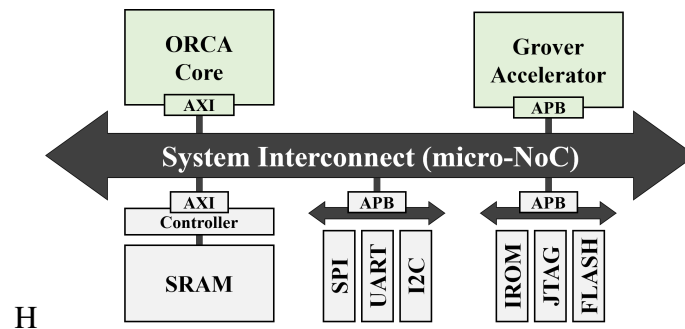 ORCA
Core
AXI
Grover
Accelerator
APB
System Interconnect (micro-NoC)
AXI
Controller
SRAM
APB
SPI
UART
I2C
APB
IROM
JTAG
FLASH
H